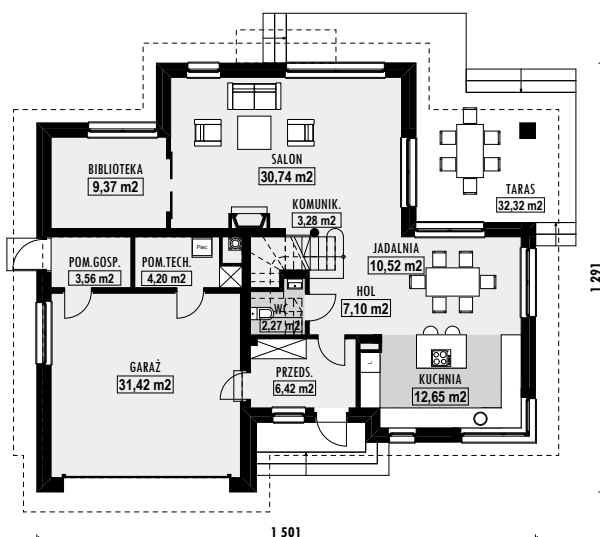 BIBLIOTEKA
9,37 m2
SALON
30,74 m2
TARAS
32,32 m2
KOMUNIK.
3,28 m2
POM.GOSP.
3,56 m2
POM.TECH.
4,20 m2
Piec
JADALNIA
10,52 m2
HOL
7,10 m2
WC
2,27 m2
GARAŻ
31,42 m2
PRZEDS.
6,42 m2
L
KUCHNIA
12,65 m2
1 291
1 501